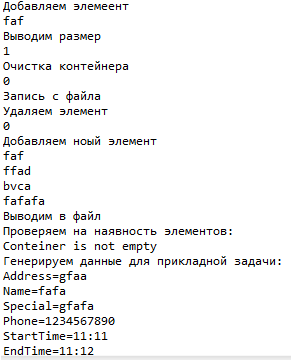 Добавляем элемеент
faf
Выводим размер
1
Очистка контейнера
0
Запись с файла
Удаляем элемент
0
Добавляем ноый элемент
faf
ffad
bvca
fafafa
Выводим в файл
Проверяем на наявность элементов:
Conteiner is not empty
Генерируем данные для прикладной задачи:
Address=gfaa
Name=fafa
Special=gfafa
Phone=1234567890
StartTime=11:11
EndTime=11:12